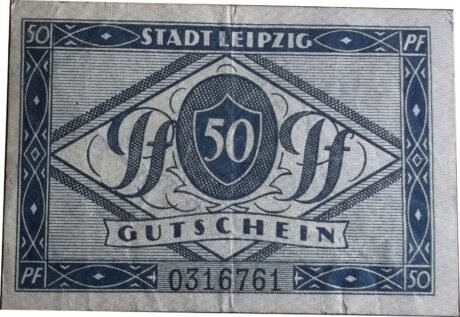 50 STADT LEIPZIG PF
Pf 50 Pf
GUTSCHEIN
PF 0316761 50